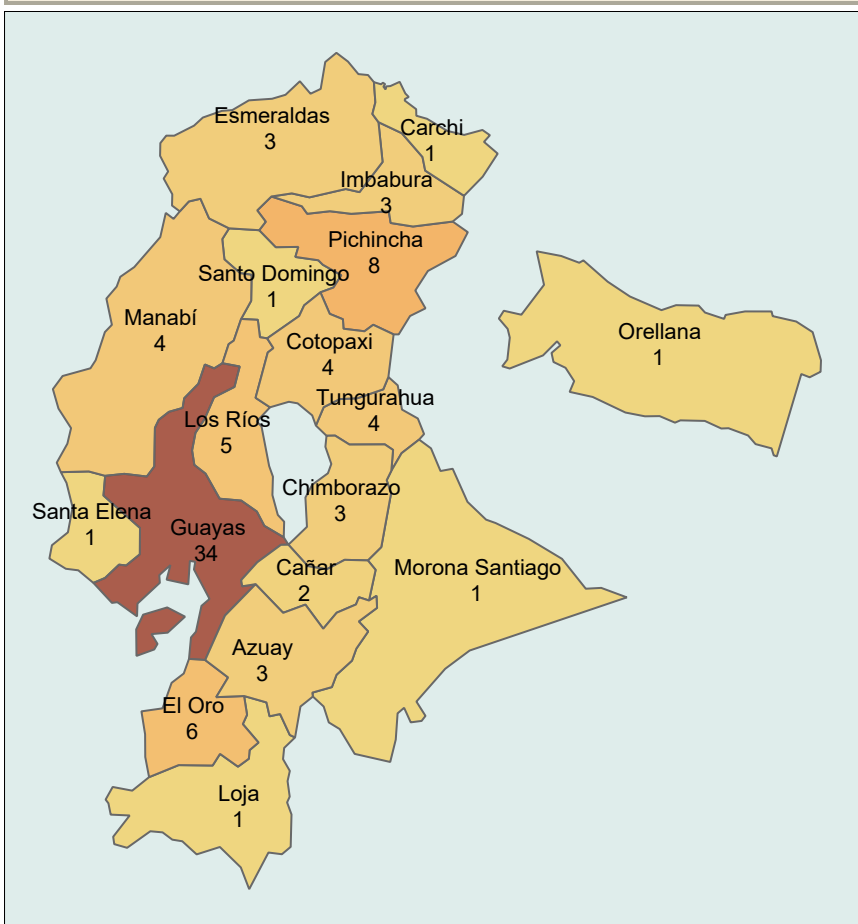 Esmeraldas
3
Carchi
1
Imbabura
3
Pichincha
8
Santo Domingo
1
Manabí
4
Cotopaxi
4
Orellana
1
Tungurahua
4
Los Ríos
5
Chimborazo
3
Santa Elena
1
Guayas
34
Cañar
2
Morona Santiago
1
Azuay
3
El Oro
6
Loja
1